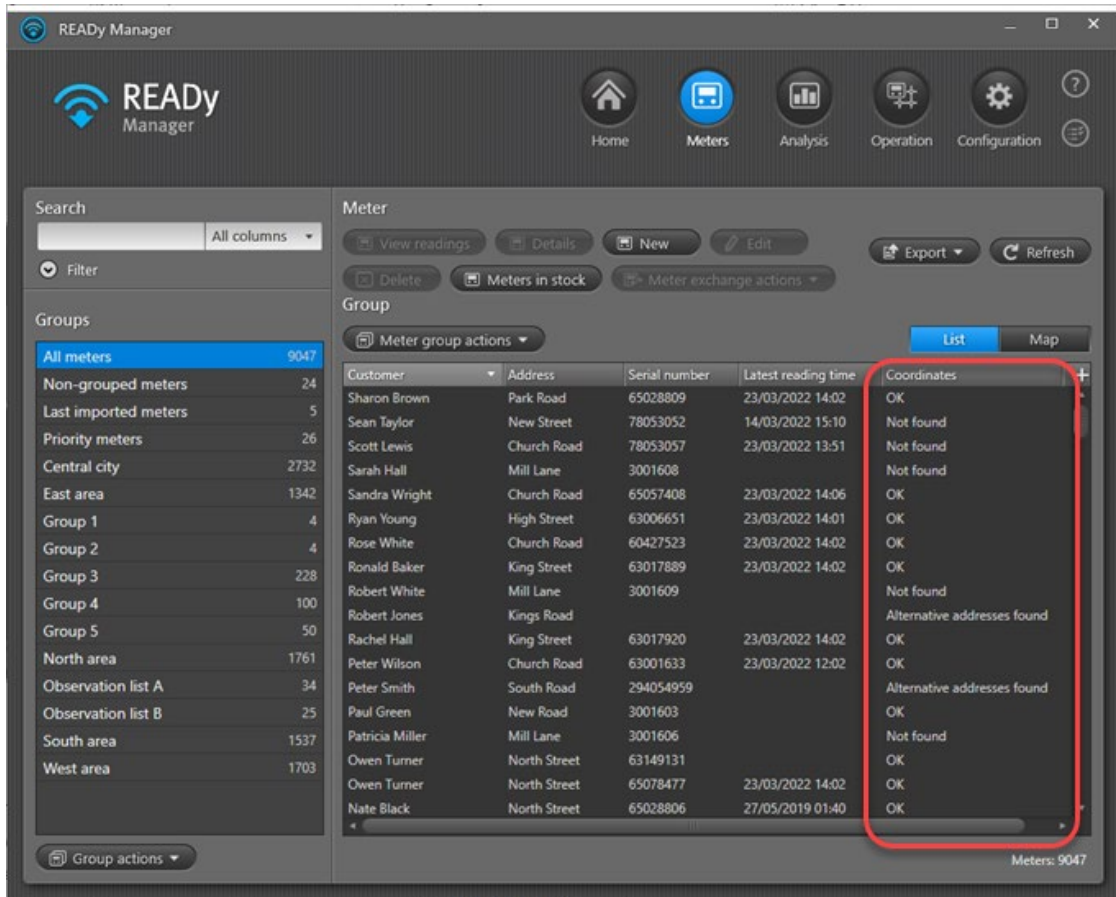 READy Manager
READy
Manager
Home Meters Analysis Operation Configuration
Search
All columns
Filter
Groups
All meters 9047
Non-grouped meters 24
Last imported meters 5
Priority meters 26
Central city 2732
East area 1342
Group 1 4
Group 2 4
Group 3 228
Group 4 100
Group 5 50
North area 1761
Observation list A 34
Observation list B 25
South area 1537
West area 1703
Group actions
Meter
View readings Details New Edit
Export Refresh
Delete Meters in stock Meter exchange actions
Group
Meter group actions
List Map
Customer Address Serial number Latest reading time Coordinates +
Sharon Brown Park Road 65028809 23/03/2022 14:02 OK
Sean Taylor New Street 78053052 14/03/2022 15:10 Not found
Scott Lewis Church Road 78053057 23/03/2022 13:51 Not found
Sarah Hall Mill Lane 3001608 Not found
Sandra Wright Church Road 65057408 23/03/2022 14:06 OK
Ryan Young High Street 63006651 23/03/2022 14:01 OK
Rose White Church Road 60427523 23/03/2022 14:02 OK
Ronald Baker King Street 63017889 23/03/2022 14:02 OK
Robert White Mill Lane 3001609 Not found
Robert Jones Kings Road Alternative addresses found
Rachel Hall King Street 63017920 23/03/2022 14:02 OK
Peter Wilson Church Road 63001633 23/03/2022 12:02 OK
Peter Smith South Road 294054959 Alternative addresses found
Paul Green New Road 3001603 OK
Patricia Miller Mill Lane 3001606 Not found
Owen Turner North Street 63149131 OK
Owen Turner North Street 65078477 23/03/2022 14:02 OK
Nate Black North Street 65028806 27/05/2019 01:40 OK
Meters: 9047